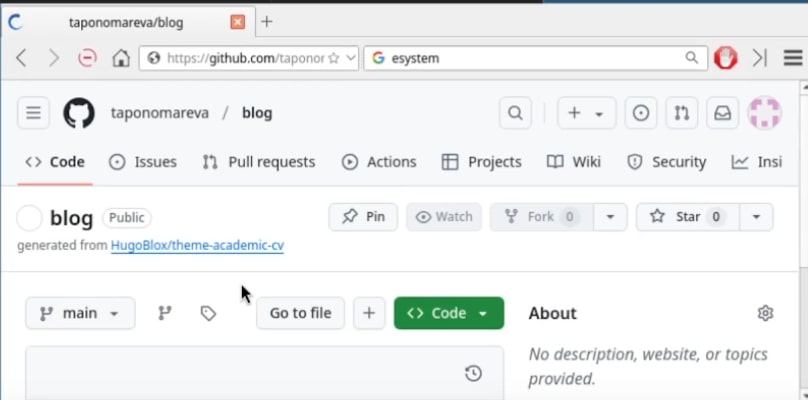 taponomareva/blog
https://github.com/taponor
esystem
taponomareva / blog
Code Issues Pull requests Actions Projects Wiki Security Insi
blog Public Pin Watch Fork 0 Star 0
generated from HugoBlox/theme-academic-cv
main Go to file Code About
No description, website, or topics
provided.